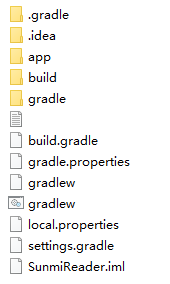 .gradle
.idea
app
build
gradle
build.gradle
gradle.properties
gradlew
gradlew
local.properties
settings.gradle
SunmiReader.iml